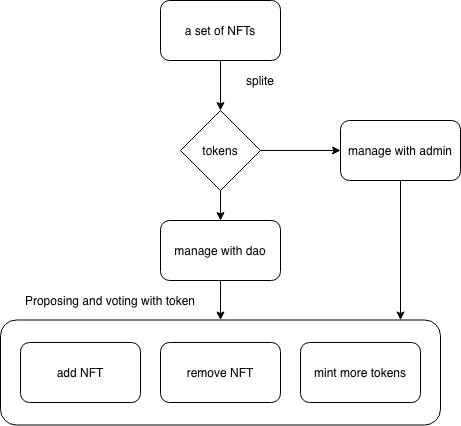 a set of NFTs
splite
tokens
manage with admin
manage with dao
Proposing and voting with token
add NFT
remove NFT
mint more tokens